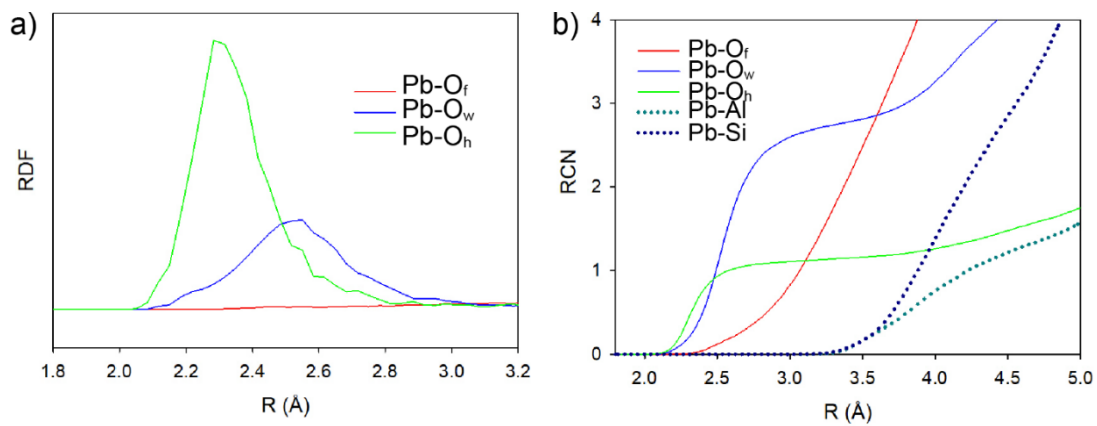 a)
RDF
Pb-Of
Pb-Ow
Pb-Oh
1.8 2.0 2.2 2.4 2.6 2.8 3.0 3.2
R (Å)
b)
RCN
4
3
2
1
0
Pb-Of
Pb-Ow
Pb-Oh
Pb-Al
Pb-Si
2.0 2.5 3.0 3.5 4.0 4.5 5.0
R (Å)